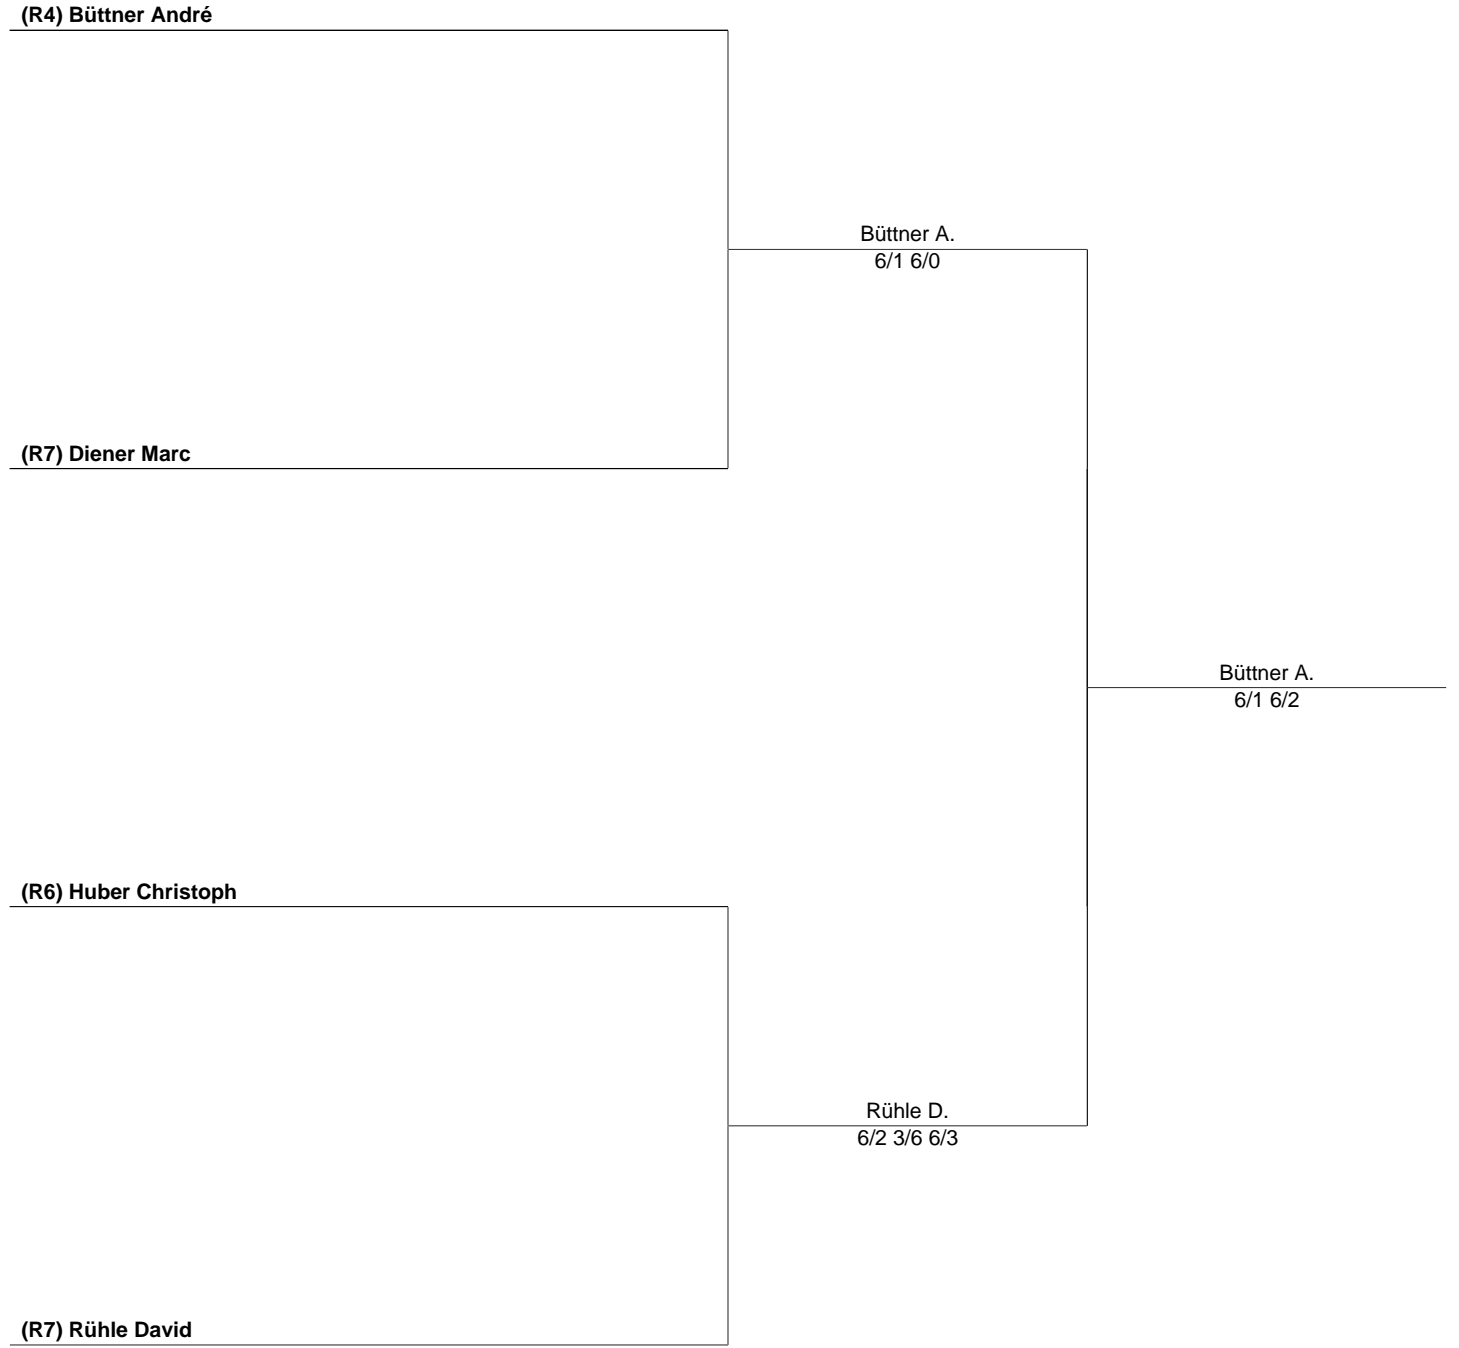 (R4) Büttner André
Büttner A.
6/1 6/0
(R7) Diener Marc
Büttner A.
6/1 6/2
(R6) Huber Christoph
Rühle D.
6/2 3/6 6/3
(R7) Rühle David